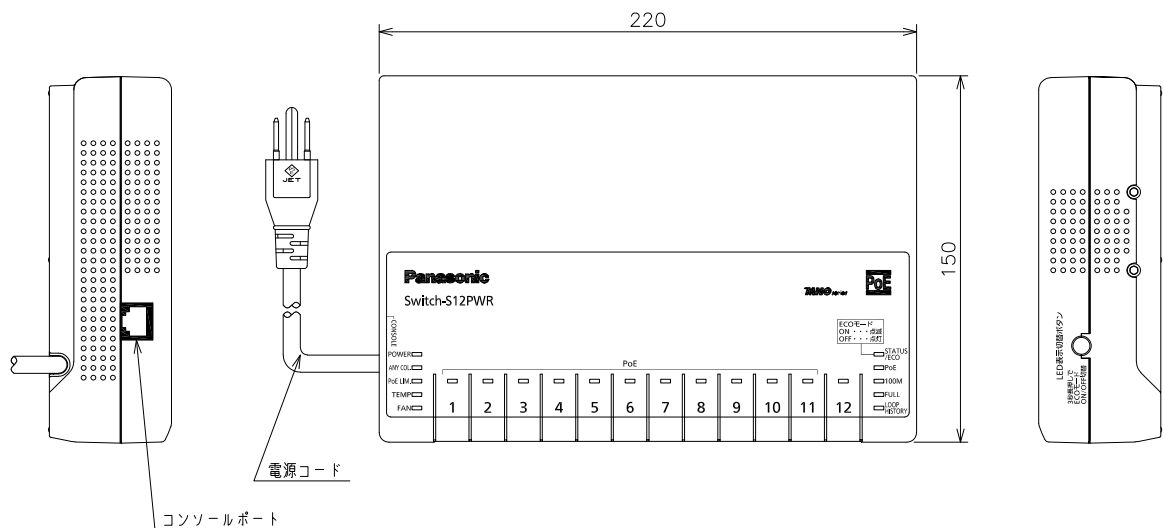 220
150
JET
Panasonic
Switch-S12PWR
PoE
CONSOLE
ECOモード
ON ・・・点滅
OFF ・・・点灯
POWER
ANY COL.
PoE LIM.
TEMP
FAN
PoE
1 2 3 4 5 6 7 8 9 10 11 12
STATUS
/ECO
PoE
100M
FULL
LOOP
HISTORY
LED表示切替ボタン
3秒長押しで
ECOモード
ON/OFF切替
電源コード
コンソールポート